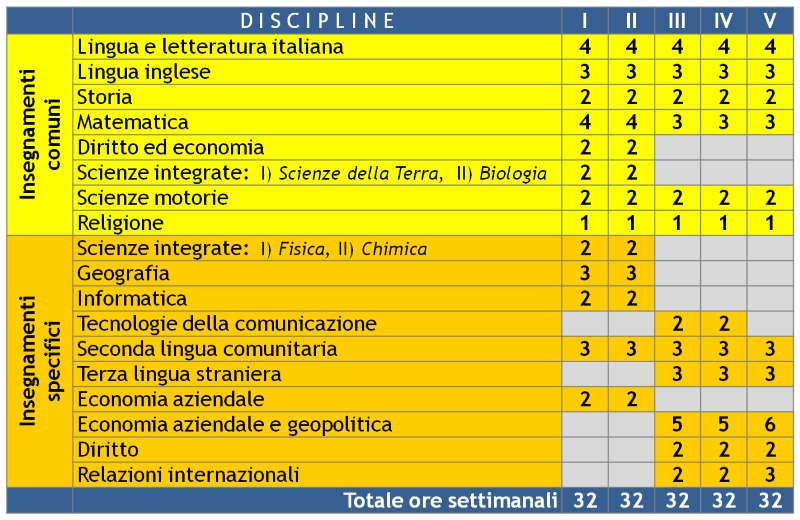 DISCIPLINE I II III IV V
Insegnamenti comuni
Lingua e letteratura italiana 4 4 4 4 4
Lingua inglese 3 3 3 3 3
Storia 2 2 2 2 2
Matematica 4 4 3 3 3
Diritto ed economia 2 2
Scienze integrate: I) Scienze della Terra, II) Biologia 2 2
Scienze motorie 2 2 2 2 2
Religione 1 1 1 1 1
Insegnamenti specifici
Scienze integrate: I) Fisica, II) Chimica 2 2
Geografia 3 3
Informatica 2 2
Tecnologie della comunicazione 2 2
Seconda lingua comunitaria 3 3 3 3 3
Terza lingua straniera 3 3 3
Economia aziendale 2 2
Economia aziendale e geopolitica 5 5 6
Diritto 2 2 2
Relazioni internazionali 2 2 3
Totale ore settimanali 32 32 32 32 32